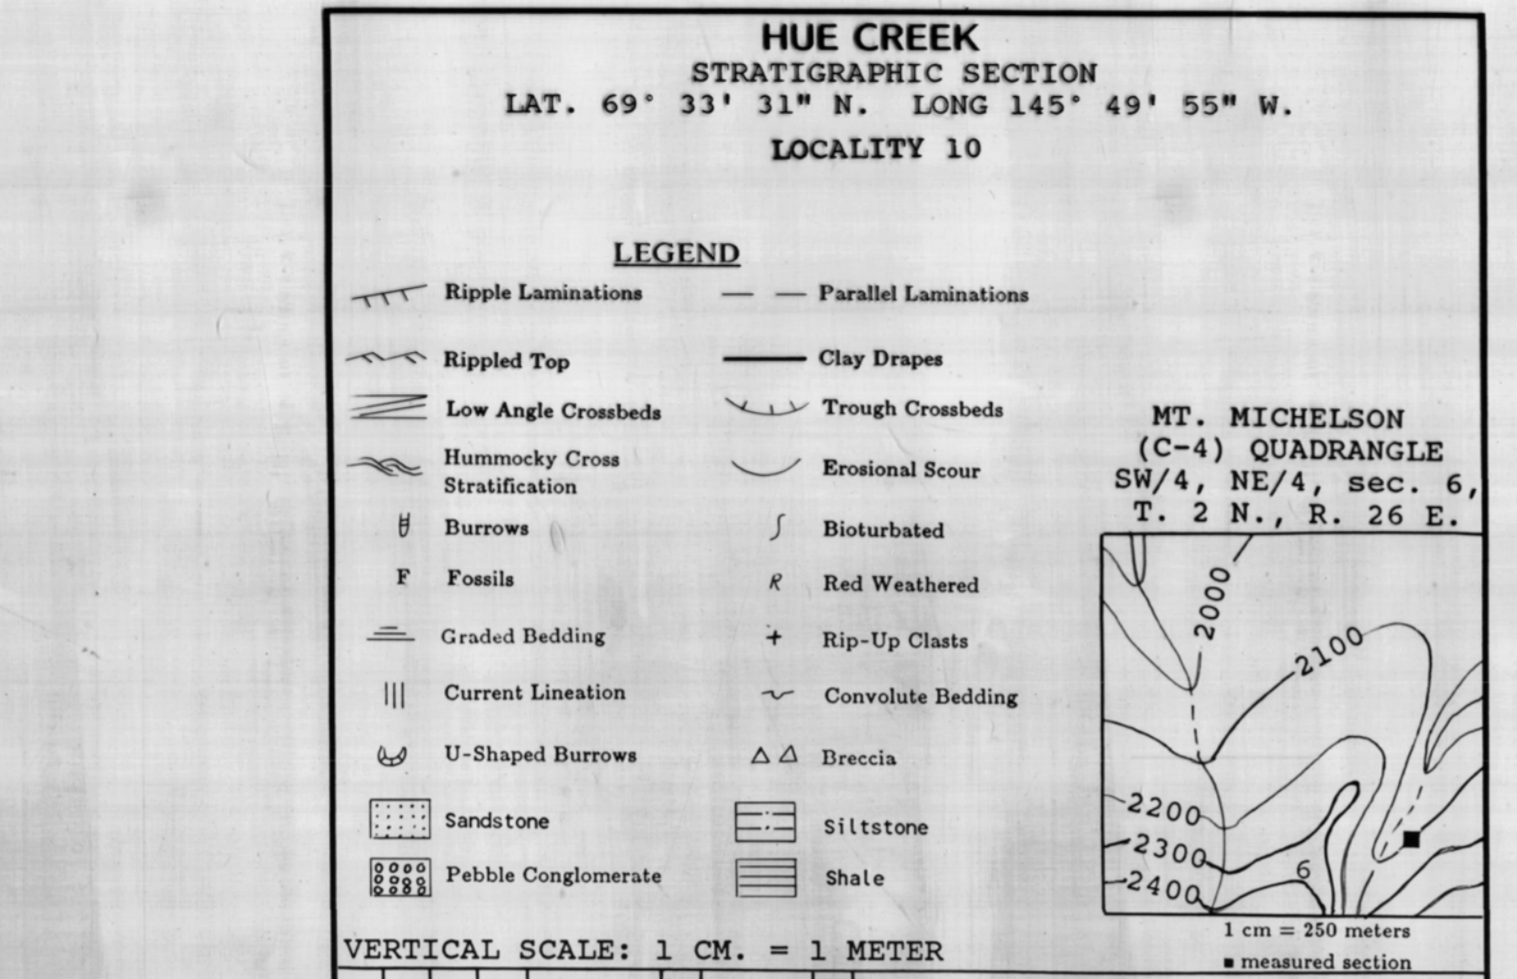 HUE CREEK
STRATIGRAPHIC SECTION
LAT. 69° 33' 31" N. LONG 145° 49' 55" W.
LOCALITY 10
LEGEND
Ripple Laminations
Parallel Laminations
Rippled Top
Clay Drapes
Low Angle Crossbeds
Trough Crossbeds
Hummocky Cross
Stratification
Erosional Scour
Burrows
Bioturbated
F Fossils
R Red Weathered
Graded Bedding
+ Rip-Up Clasts
Current Lineation
Convolute Bedding
U-Shaped Burrows
Breccia
Sandstone
Siltstone
Pebble Conglomerate
Shale
VERTICAL SCALE: 1 CM. = 1 METER
MT. MICHELSON
(C-4) QUADRANGLE
SW/4, NE/4, sec. 6,
T. 2 N., R. 26 E.
2000
2100
2200
2300
2400
6
1 cm = 250 meters
■ measured section